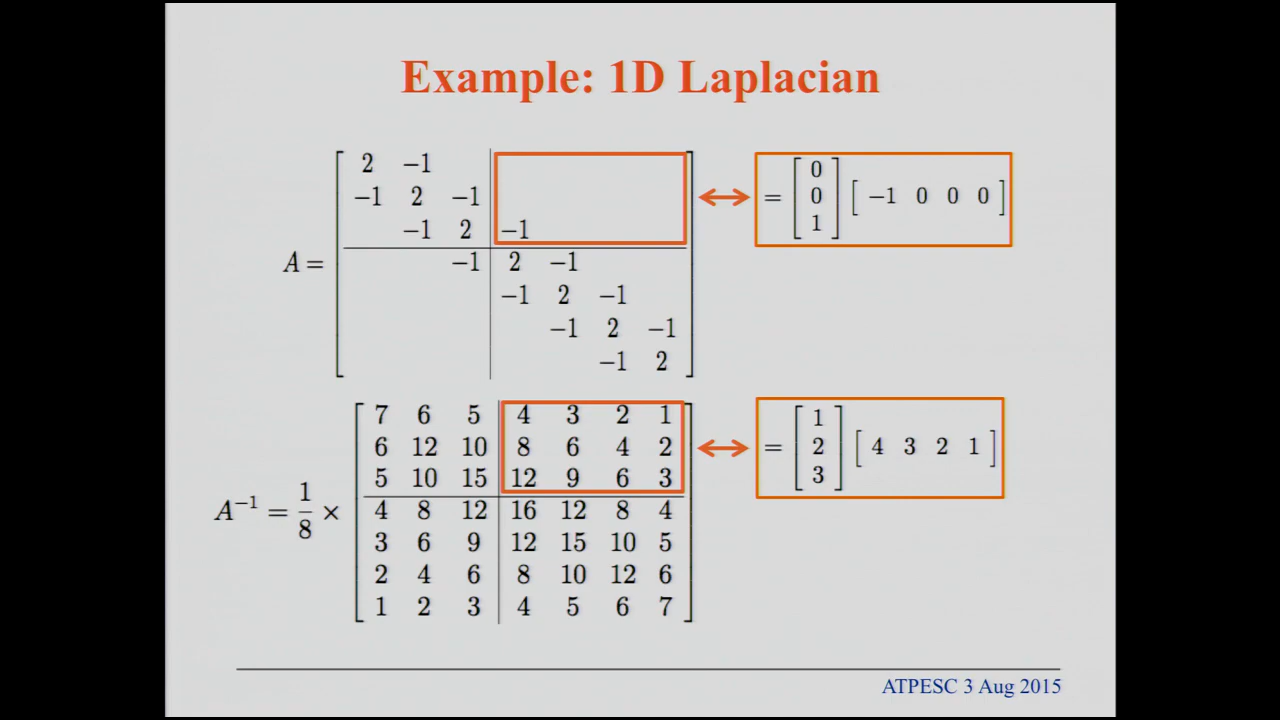 Example: 1D Laplacian
2 −1
−1 2 −1
−1 2 −1
A = −1 2 −1
−1 2 −1
−1 2 −1
−1 2
= [ 0 0 1 ] [ −1 0 0 0 ]
7 6 5 4 3 2 1
6 12 10 8 6 4 2
5 10 15 12 9 6 3
A⁻¹ = 1/8 × 4 8 12 16 12 8 4
3 6 9 12 15 10 5
2 4 6 8 10 12 6
1 2 3 4 5 6 7
= [ 1 2 3 ] [ 4 3 2 1 ]
ATPESC 3 Aug 2015